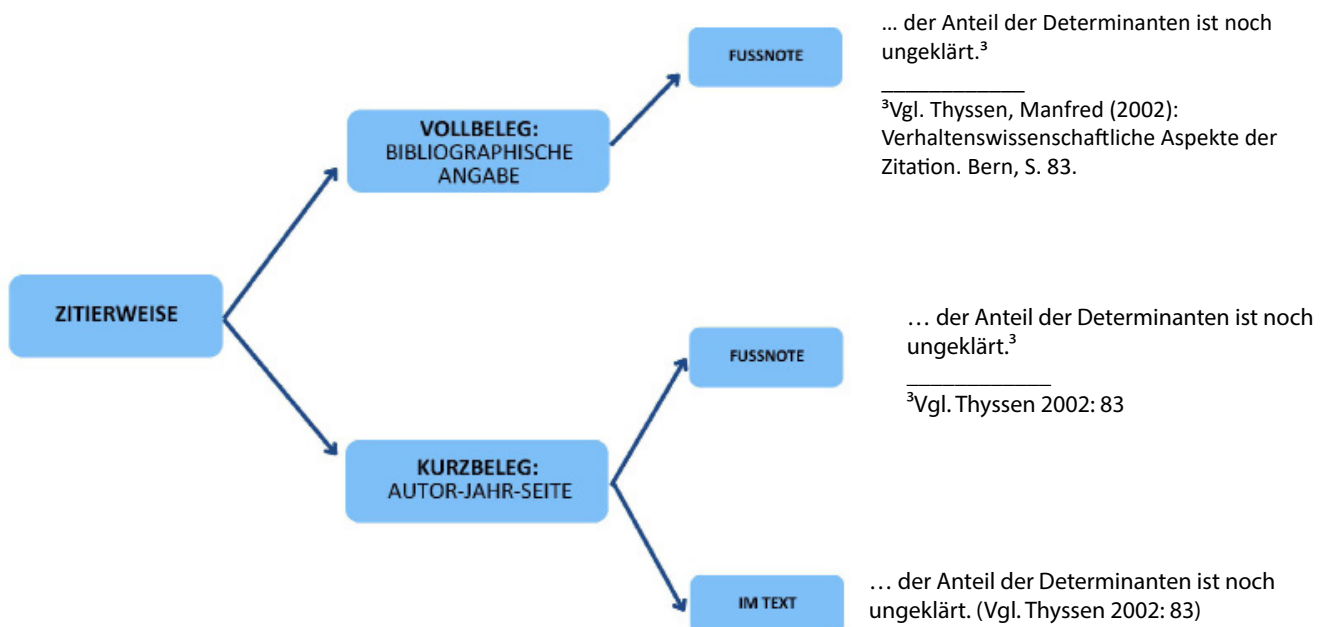 FUSSNOTE
… der Anteil der Determinanten ist noch
ungeklärt.³
____________
³Vgl. Thyssen, Manfred (2002):
Verhaltenswissenschaftliche Aspekte der
Zitation. Bern, S. 83.
VOLLBELEG:
BIBLIOGRAPHISCHE
ANGABE
ZITIERWEISE
FUSSNOTE
… der Anteil der Determinanten ist noch
ungeklärt.³
____________
³Vgl. Thyssen 2002: 83
KURZBELEG:
AUTOR-JAHR-SEITE
IM TEXT
… der Anteil der Determinanten ist noch
ungeklärt. (Vgl. Thyssen 2002: 83)